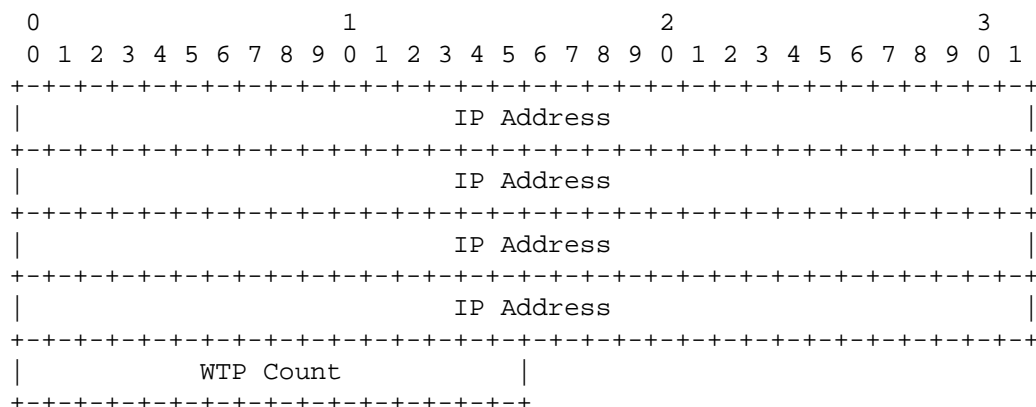 0                   1                   2                   3
 0 1 2 3 4 5 6 7 8 9 0 1 2 3 4 5 6 7 8 9 0 1 2 3 4 5 6 7 8 9 0 1
+-+-+-+-+-+-+-+-+-+-+-+-+-+-+-+-+-+-+-+-+-+-+-+-+-+-+-+-+-+-+-+-+
|                           IP Address                          |
+-+-+-+-+-+-+-+-+-+-+-+-+-+-+-+-+-+-+-+-+-+-+-+-+-+-+-+-+-+-+-+-+
|                           IP Address                          |
+-+-+-+-+-+-+-+-+-+-+-+-+-+-+-+-+-+-+-+-+-+-+-+-+-+-+-+-+-+-+-+-+
|                           IP Address                          |
+-+-+-+-+-+-+-+-+-+-+-+-+-+-+-+-+-+-+-+-+-+-+-+-+-+-+-+-+-+-+-+-+
|                           IP Address                          |
+-+-+-+-+-+-+-+-+-+-+-+-+-+-+-+-+-+-+-+-+-+-+-+-+-+-+-+-+-+-+-+-+
|           WTP Count           |
+-+-+-+-+-+-+-+-+-+-+-+-+-+-+-+-+